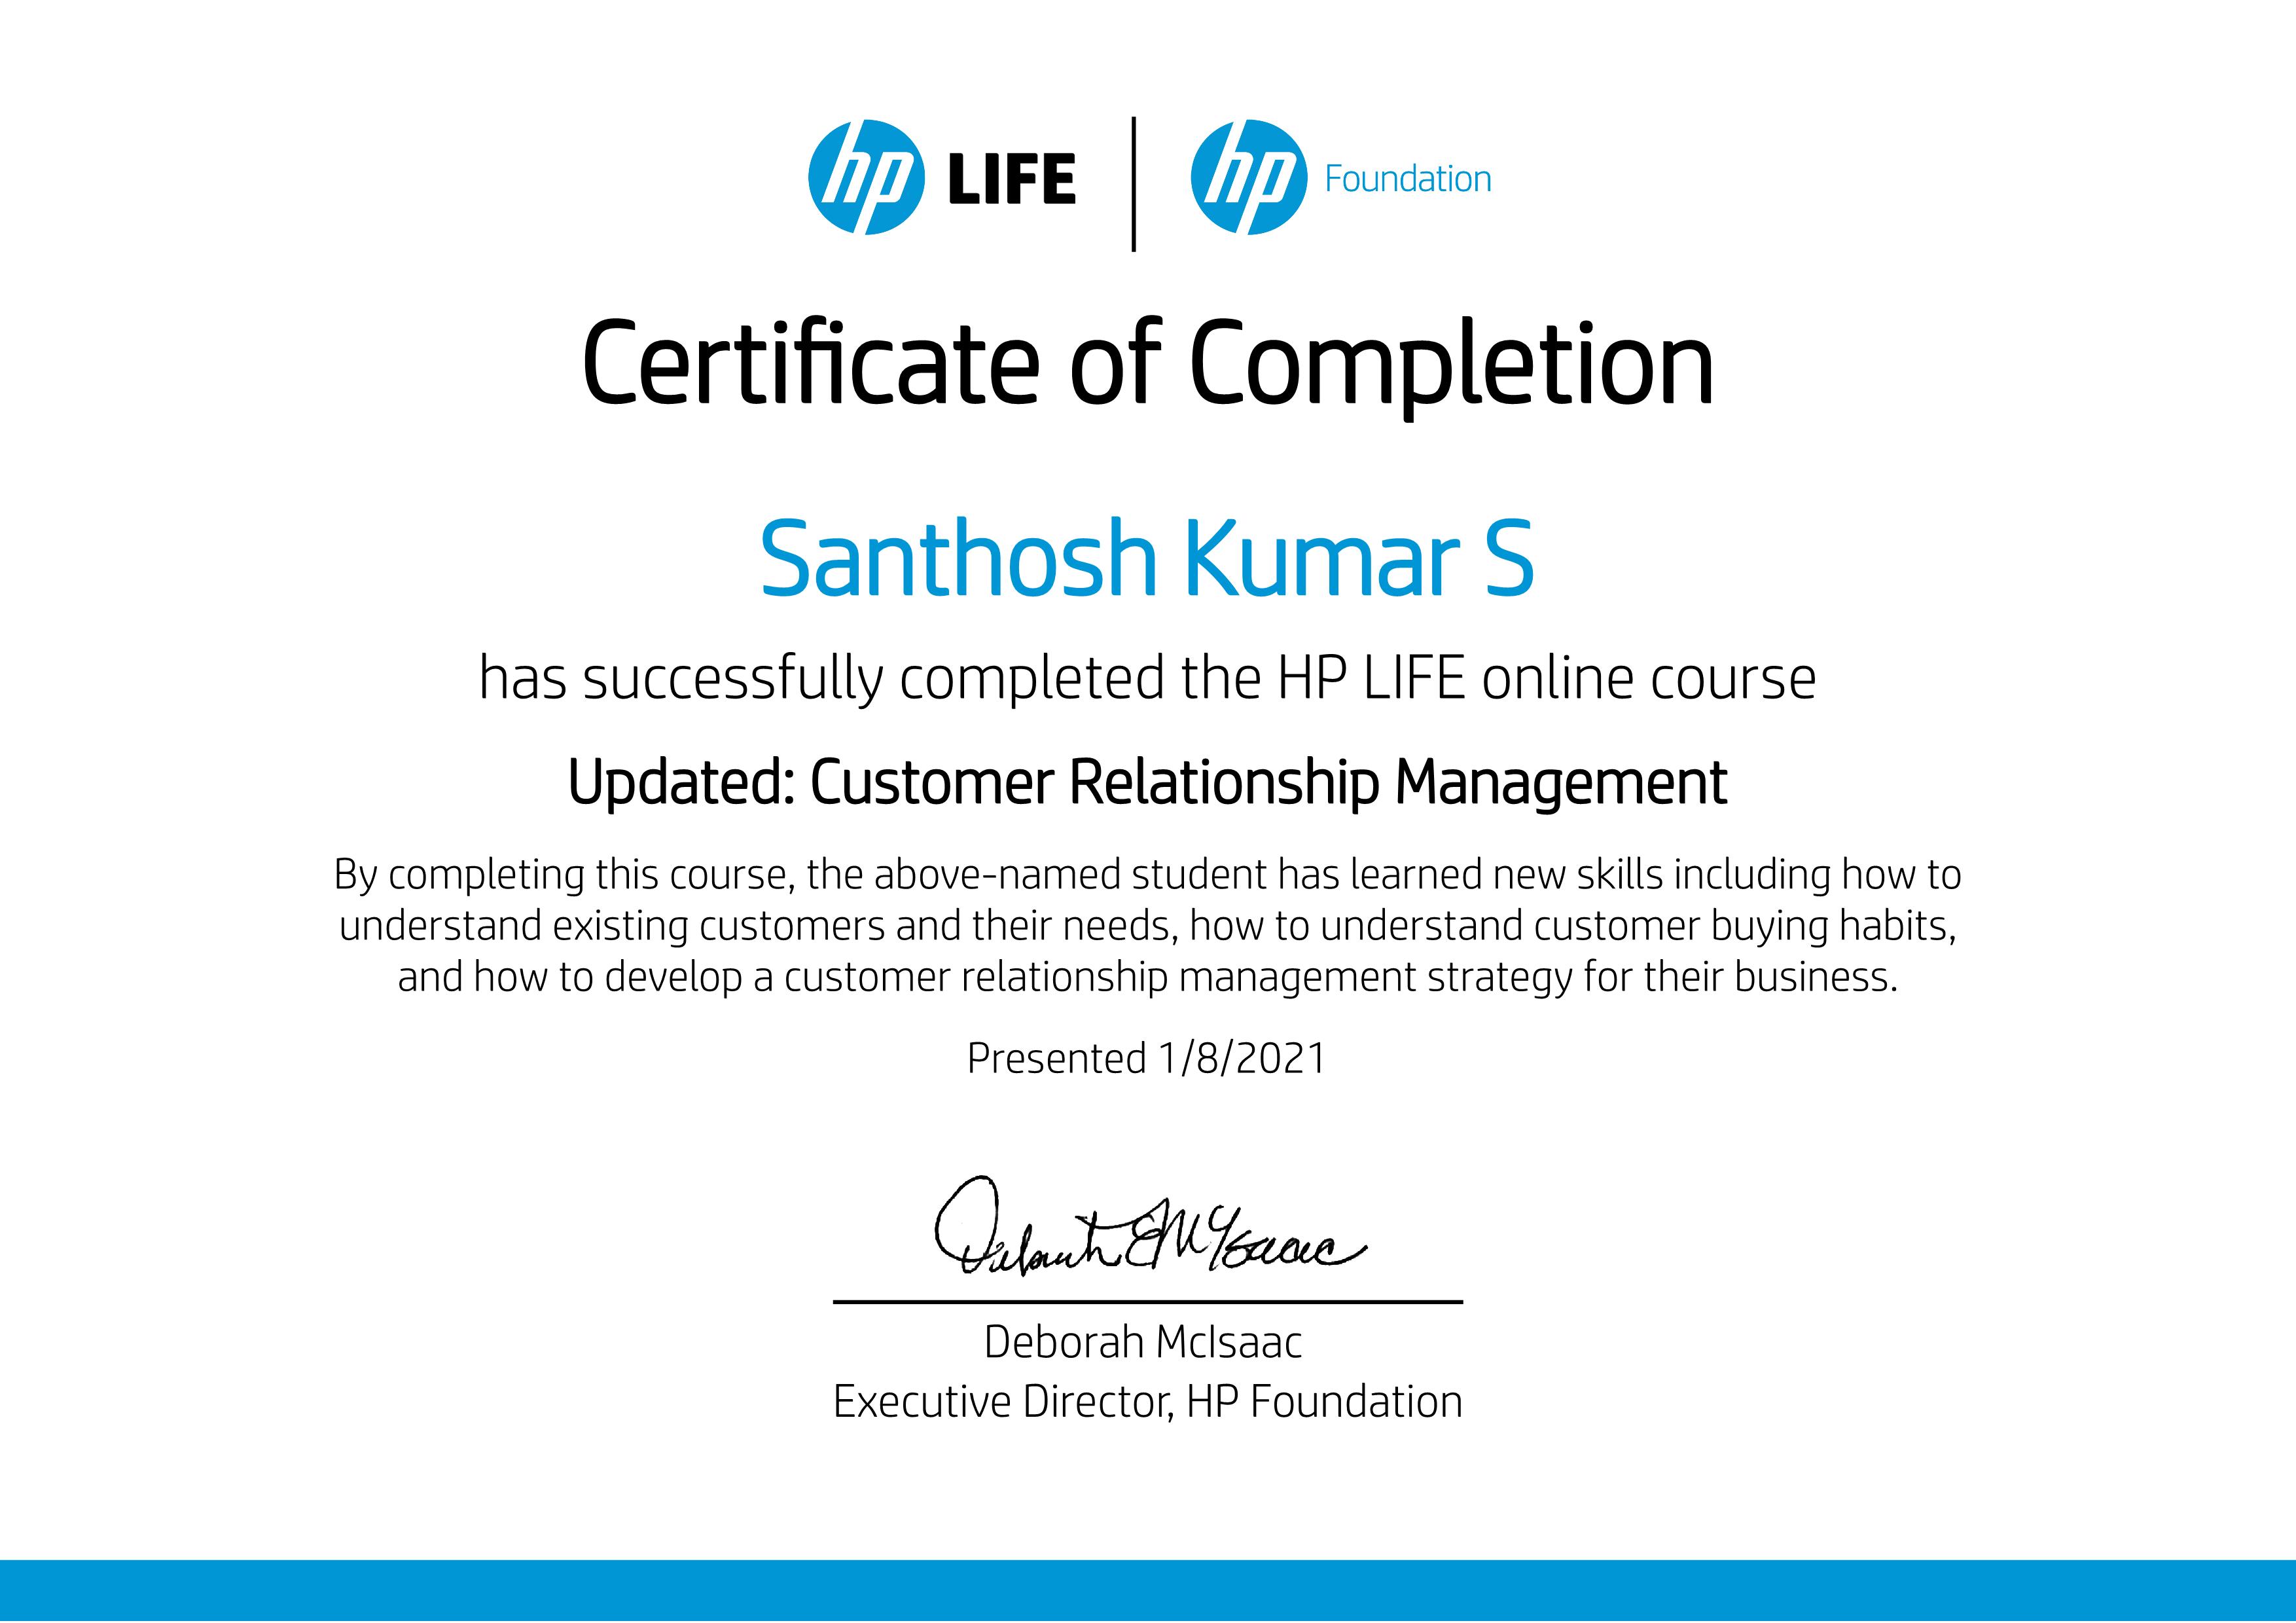 hp LIFE | hp Foundation
Certificate of Completion
Santhosh Kumar S
has successfully completed the HP LIFE online course
Updated: Customer Relationship Management
By completing this course, the above-named student has learned new skills including how to
understand existing customers and their needs, how to understand customer buying habits,
and how to develop a customer relationship management strategy for their business.
Presented 1/8/2021
Deborah E McIsaac
Deborah McIsaac
Executive Director, HP Foundation